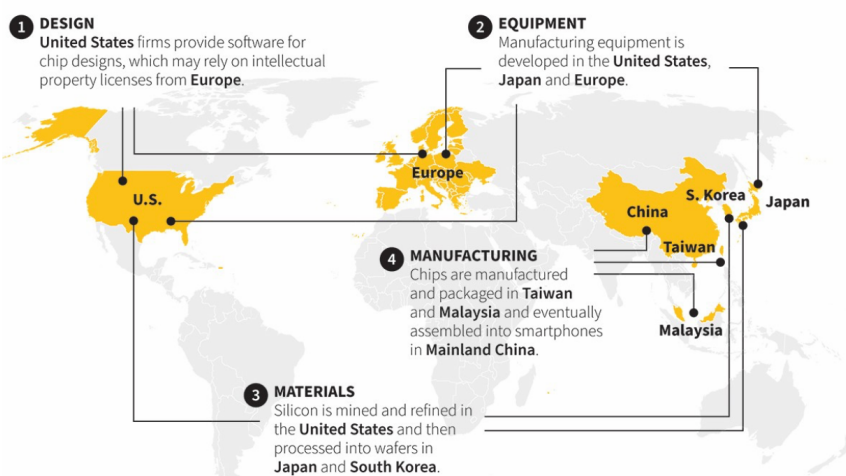 1 DESIGN
United States firms provide software for
chip designs, which may rely on intellectual
property licenses from Europe.
2 EQUIPMENT
Manufacturing equipment is
developed in the United States,
Japan and Europe.
Europe
U.S.
S. Korea
Japan
China
Taiwan
4 MANUFACTURING
Chips are manufactured
and packaged in Taiwan
and Malaysia and eventually
assembled into smartphones
in Mainland China.
Malaysia
3 MATERIALS
Silicon is mined and refined in
the United States and then
processed into wafers in
Japan and South Korea.